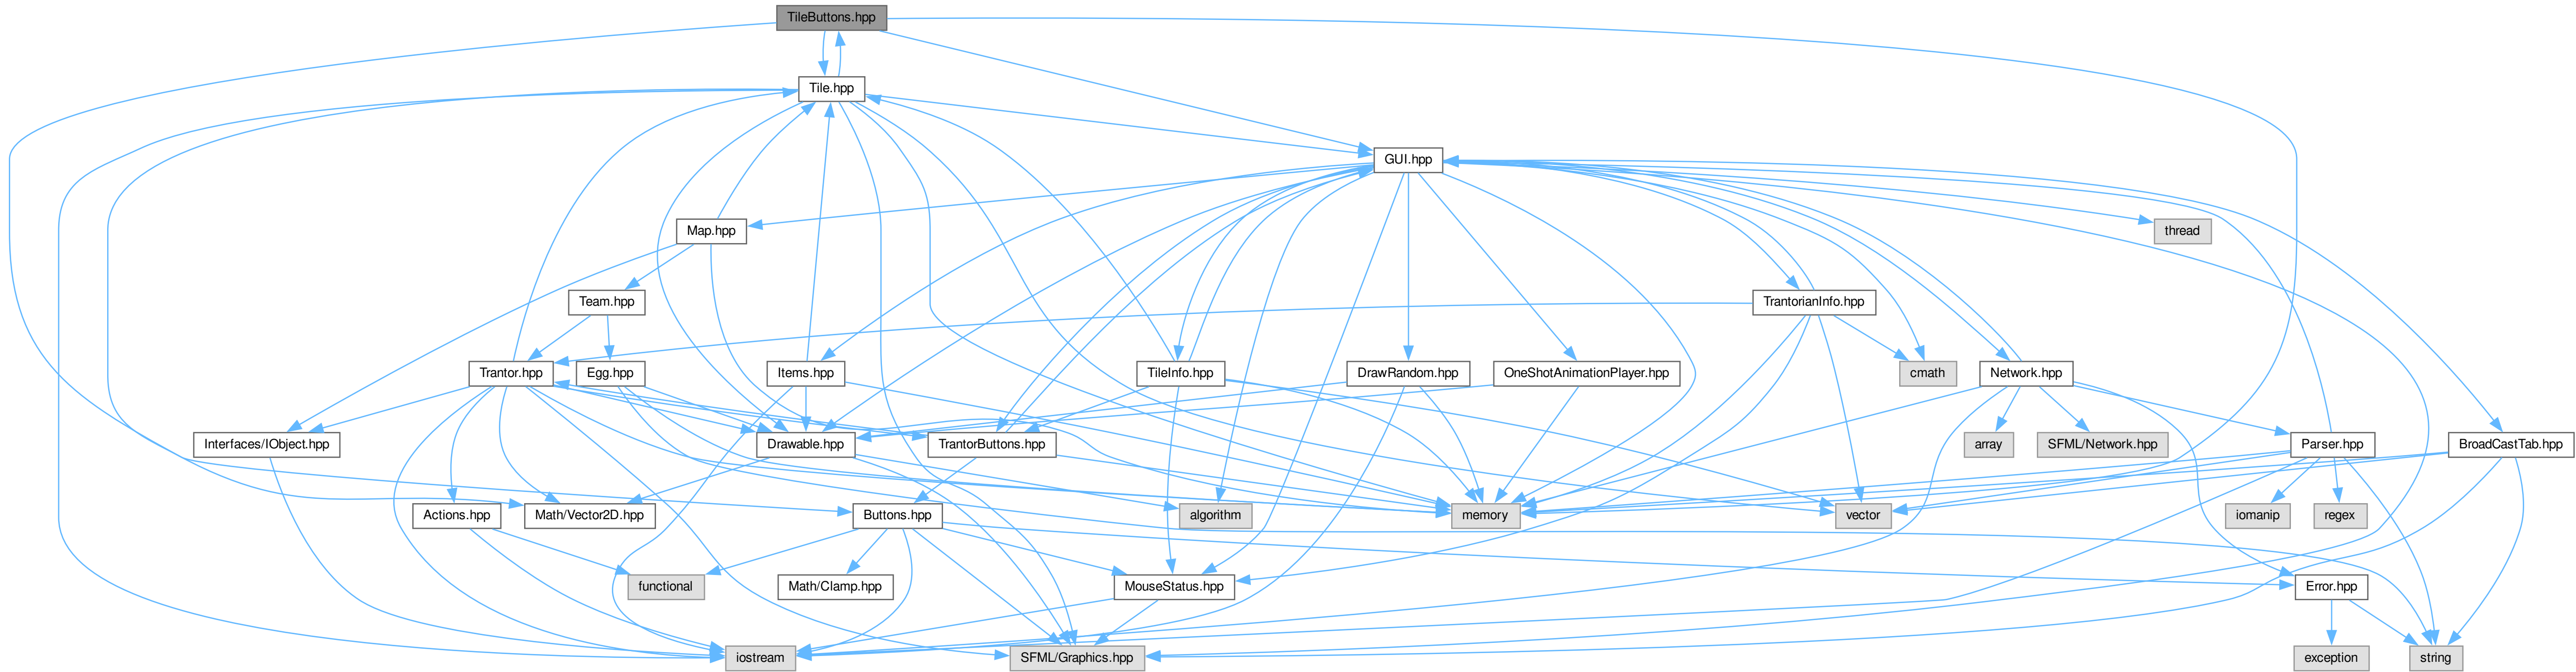 TileButtons.hpp
Tile.hpp
GUI.hpp
Map.hpp
thread
Team.hpp
TrantorianInfo.hpp
Trantor.hpp
Egg.hpp
Items.hpp
TileInfo.hpp
DrawRandom.hpp
OneShotAnimationPlayer.hpp
cmath
Network.hpp
Interfaces/IObject.hpp
Drawable.hpp
TrantorButtons.hpp
array
SFML/Network.hpp
Parser.hpp
BroadCastTab.hpp
Actions.hpp
Math/Vector2D.hpp
Buttons.hpp
algorithm
memory
vector
iomanip
regex
functional
Math/Clamp.hpp
MouseStatus.hpp
Error.hpp
iostream
SFML/Graphics.hpp
exception
string